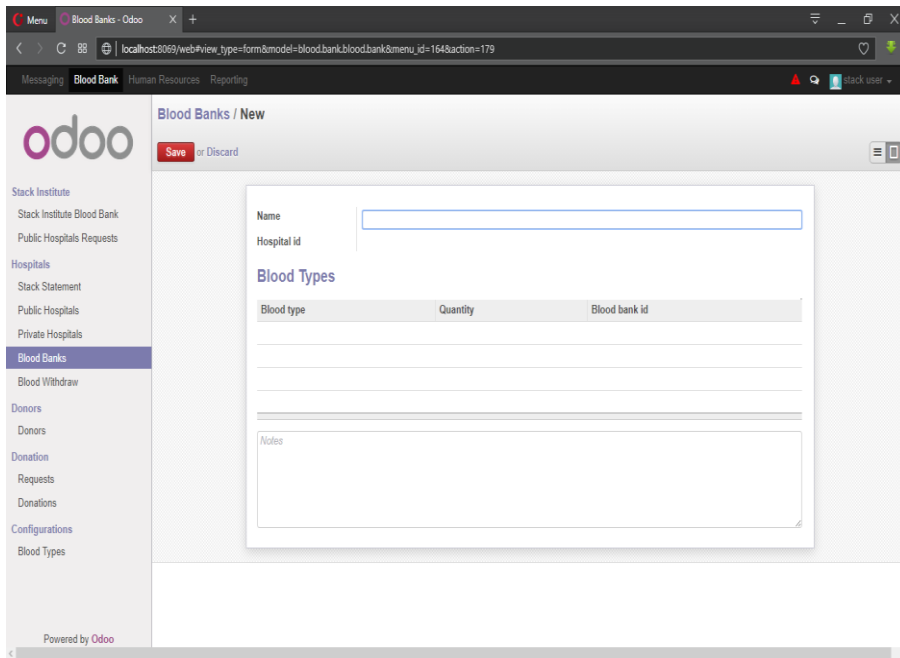 Menu Blood Banks - Odoo X +
localhost:8069/web#view_type=form&model=blood.bank.blood.bank&menu_id=164&action=179
Messaging Blood Bank Human Resources Reporting stack user
odoo
Blood Banks / New
Save or Discard
Stack Institute
Stack Institute Blood Bank
Public Hospitals Requests
Hospitals
Stack Statement
Public Hospitals
Private Hospitals
Blood Banks
Blood Withdraw
Donors
Donors
Donation
Requests
Donations
Configurations
Blood Types
Powered by Odoo
Name
Hospital id
Blood Types
Blood type Quantity Blood bank id
Notes